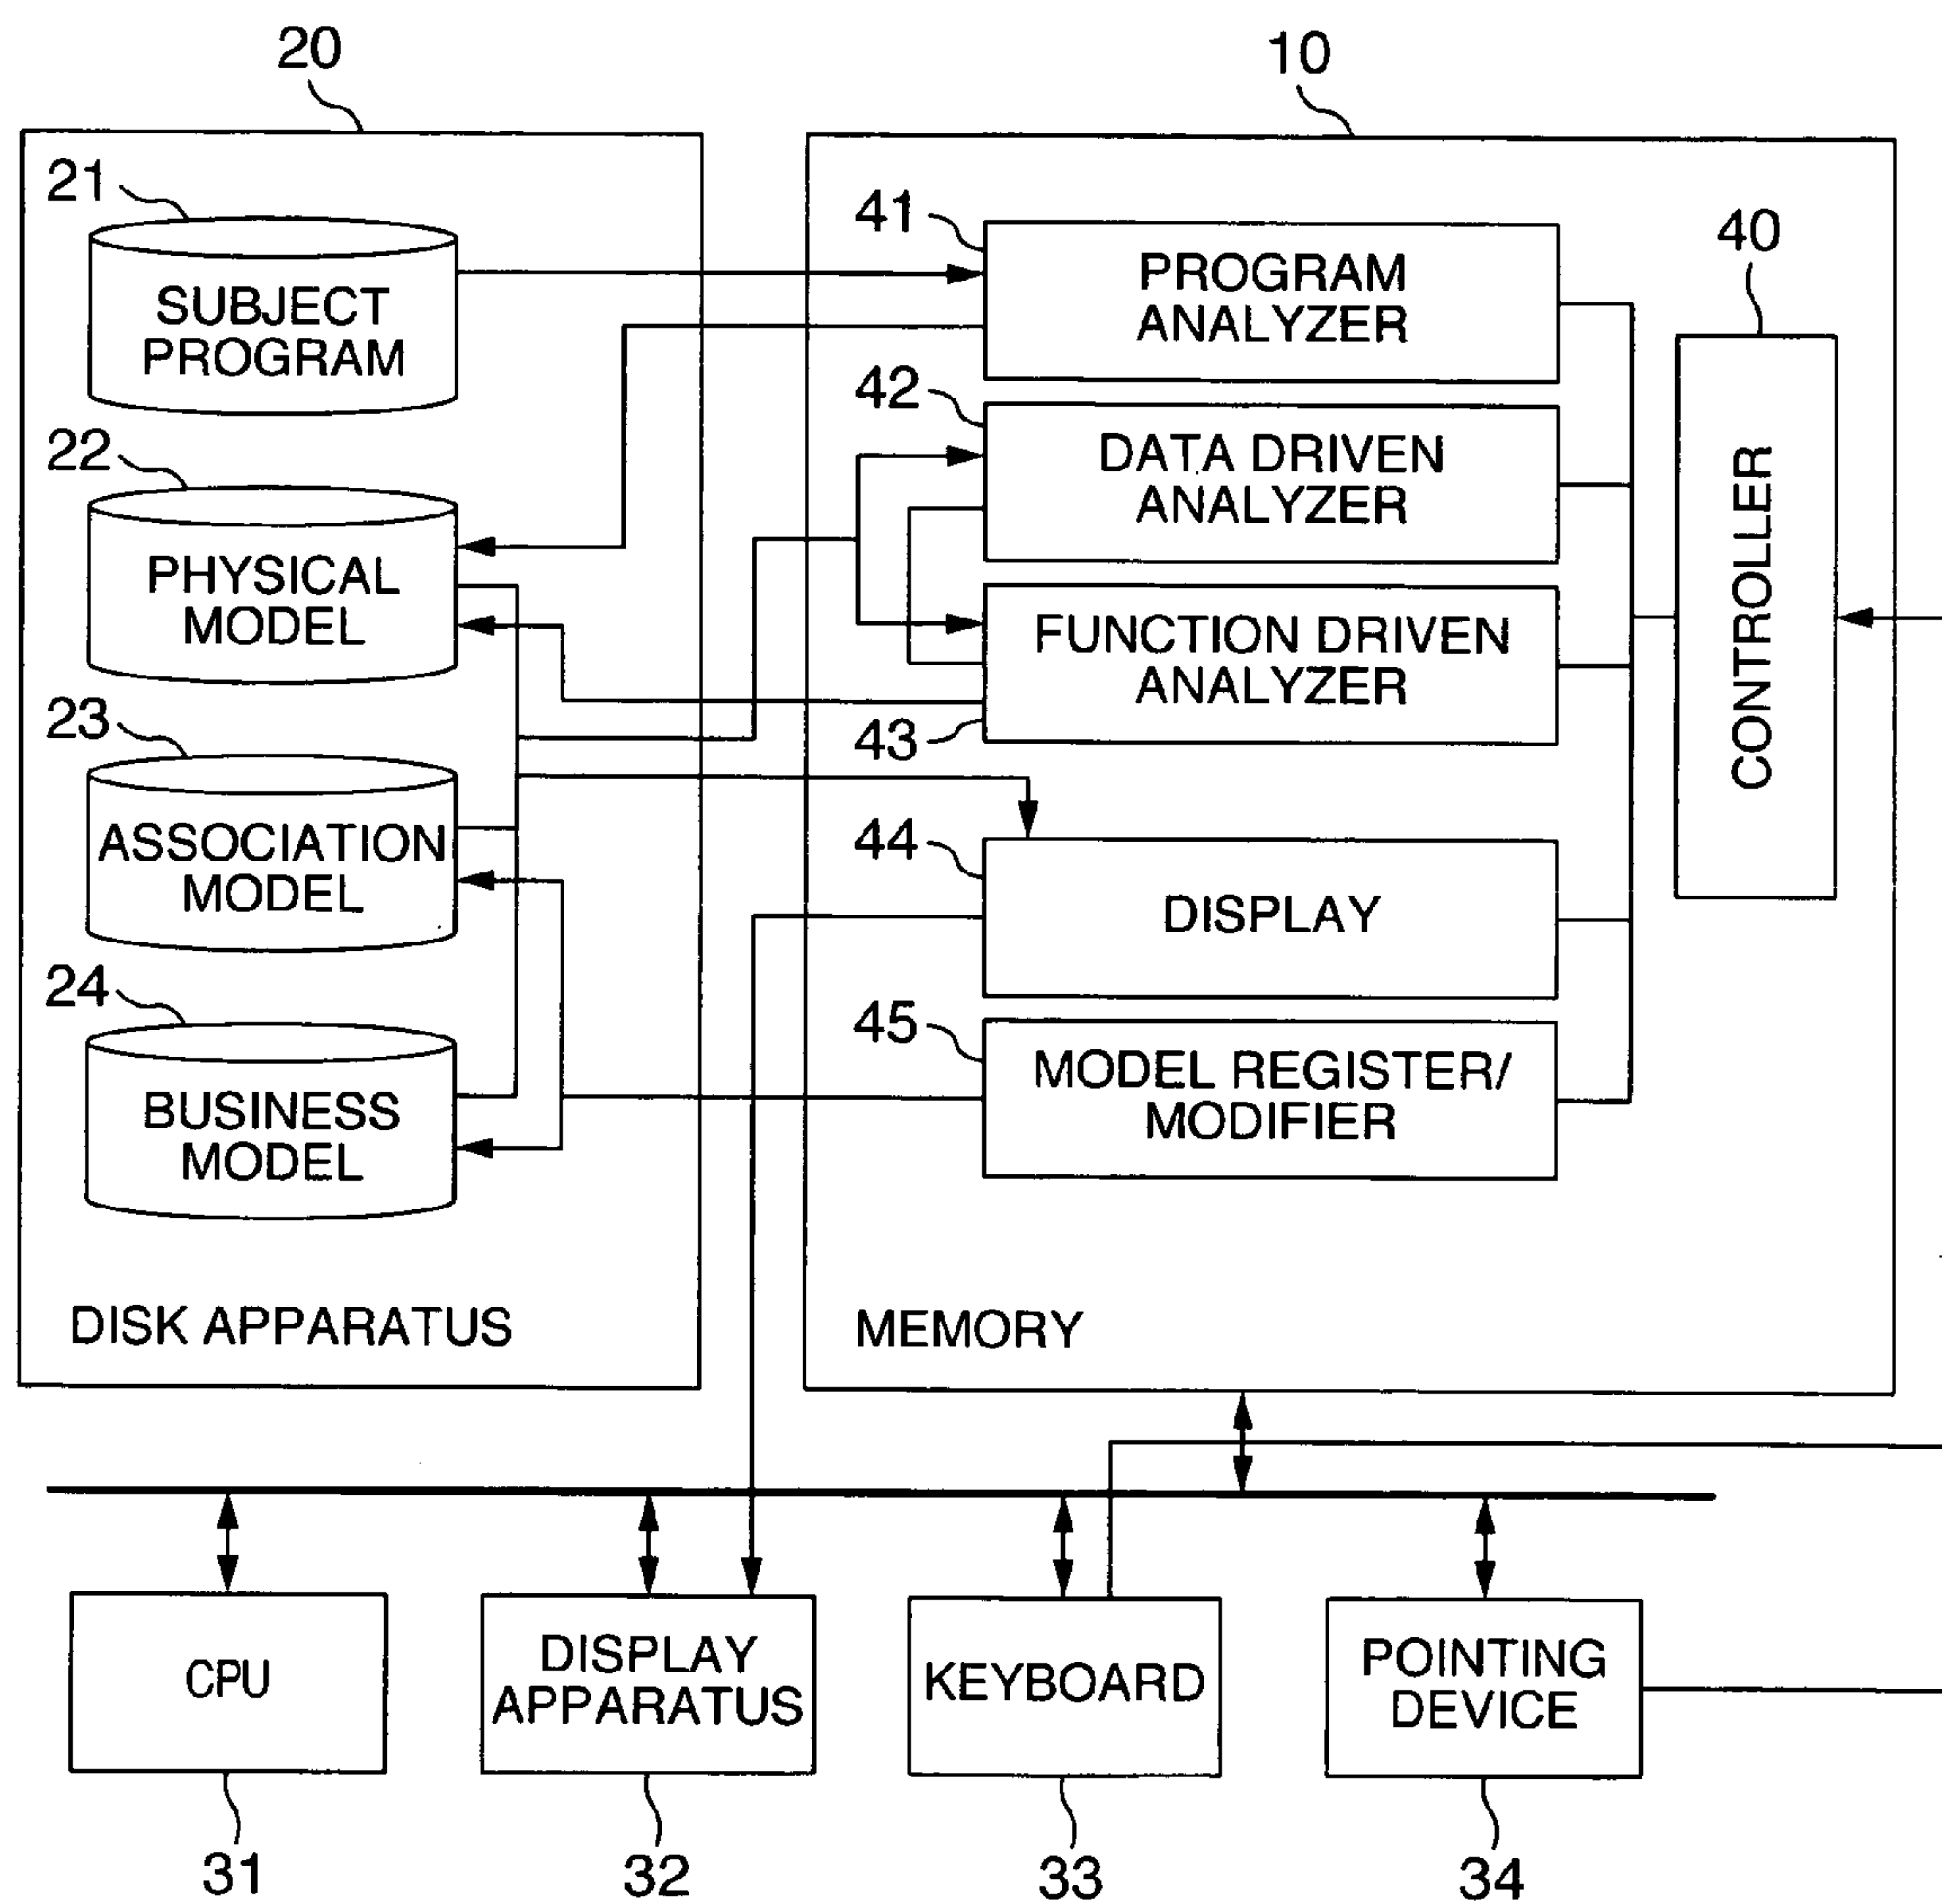 20
10
21
SUBJECT
PROGRAM
22
PHYSICAL
MODEL
23
ASSOCIATION
MODEL
24
BUSINESS
MODEL
DISK APPARATUS
41
PROGRAM
ANALYZER
42
DATA DRIVEN
ANALYZER
FUNCTION DRIVEN
ANALYZER
43
44
DISPLAY
45
MODEL REGISTER/
MODIFIER
40
CONTROLLER
MEMORY
CPU
DISPLAY
APPARATUS
KEYBOARD
POINTING
DEVICE
31
32
33
34